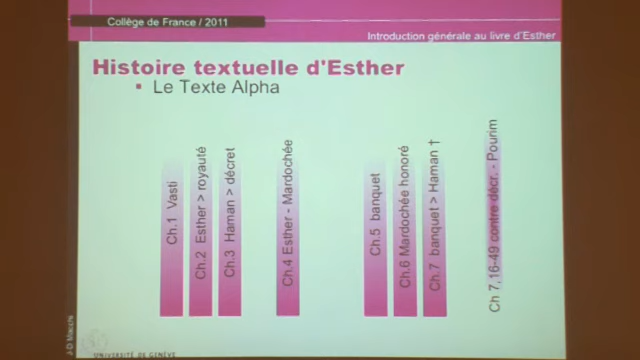 Collège de France / 2011
Introduction générale au livre d'Esther
Histoire textuelle d'Esther
▪ Le Texte Alpha
Ch.1 Vasti
Ch.2 Esther > royauté
Ch.3 Haman > décret
Ch.4 Esther - Mardochée
Ch.5 banquet
Ch.6 Mardochée honoré
Ch.7 banquet > Haman †
Ch 7,16-49 contre décr. - Pourim
J-D Macchi
UNIVERSITÉ DE GENÈVE